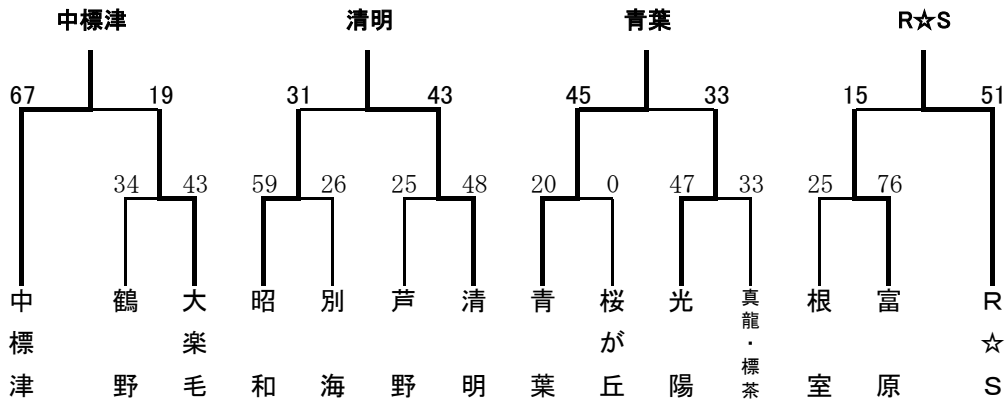 中標津 清明 青葉 R☆S
67 19 31 43 45 33 15 51
34 43 59 26 25 48 20 0 47 33 25 76
中標津
鶴野
大楽毛
昭和
別海
芦野
清明
青葉
桜が丘
光陽
真龍・標茶
根室
富原
R☆S